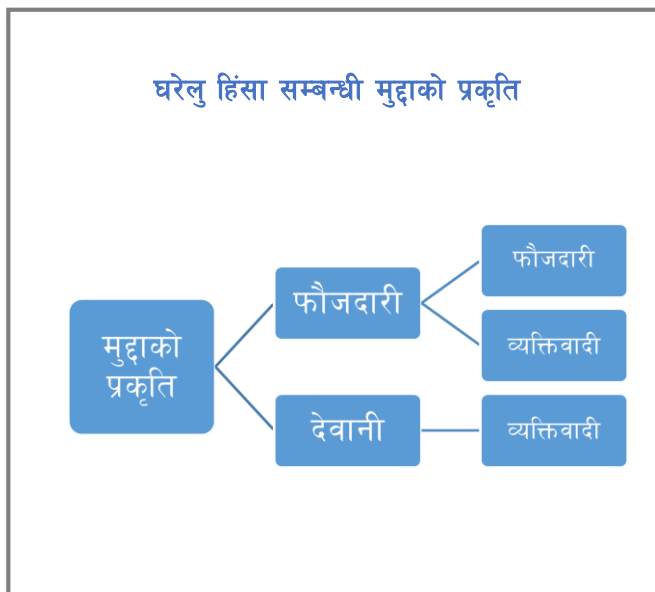 घरेलु हिंसा सम्बन्धी मुद्दाको प्रकृति
मुद्दाको
प्रकृति
फौजदारी
देवानी
फौजदारी
व्यक्तिवादी
व्यक्तिवादी